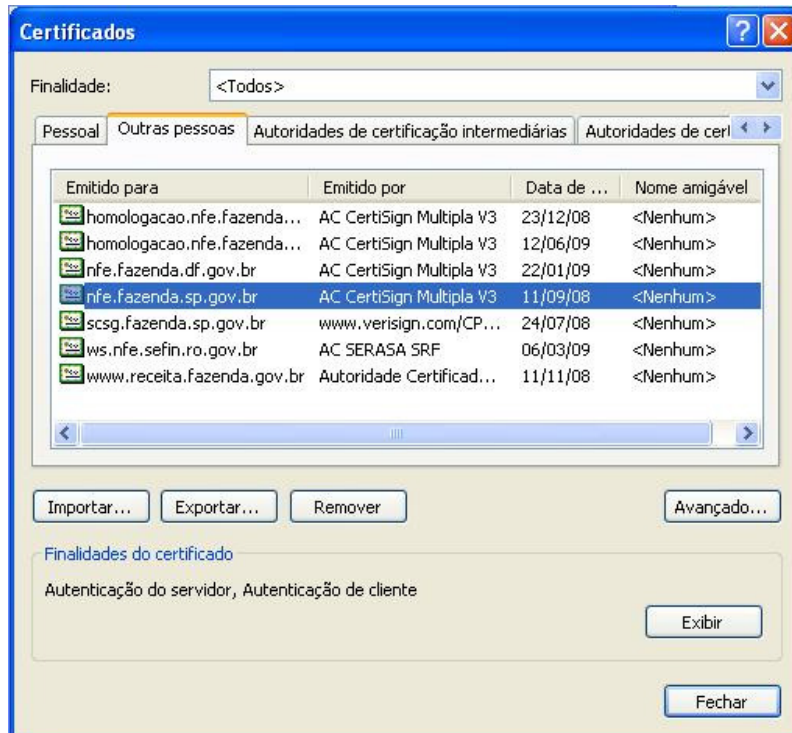 Certificados
Finalidade: <Todos>
Pessoal Outras pessoas Autoridades de certificação intermediárias Autoridades de cer
Emitido para Emitido por Data de ... Nome amigável
homologacao.nfe.fazenda... AC CertiSign Multipla V3 23/12/08 <Nenhum>
homologacao.nfe.fazenda... AC CertiSign Multipla V3 12/06/09 <Nenhum>
nfe.fazenda.df.gov.br AC CertiSign Multipla V3 22/01/09 <Nenhum>
nfe.fazenda.sp.gov.br AC CertiSign Multipla V3 11/09/08 <Nenhum>
scsg.fazenda.sp.gov.br www.verisign.com/CP... 24/07/08 <Nenhum>
ws.nfe.sefin.ro.gov.br AC SERASA SRF 06/03/09 <Nenhum>
www.receita.fazenda.gov.br Autoridade Certificad... 11/11/08 <Nenhum>
Importar... Exportar... Remover Avançado...
Finalidades do certificado
Autenticação do servidor, Autenticação de cliente
Exibir
Fechar